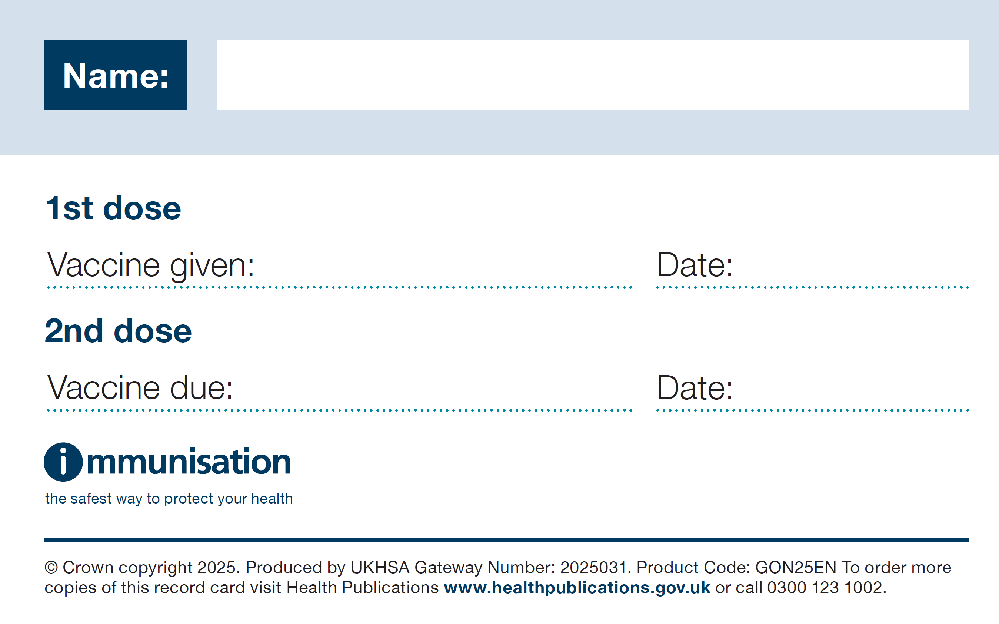 Name:
1st dose
Vaccine given: Date:
2nd dose
Vaccine due: Date:
immunisation
the safest way to protect your health
© Crown copyright 2025. Produced by UKHSA Gateway Number: 2025031. Product Code: GON25EN To order more
copies of this record card visit Health Publications www.healthpublications.gov.uk or call 0300 123 1002.